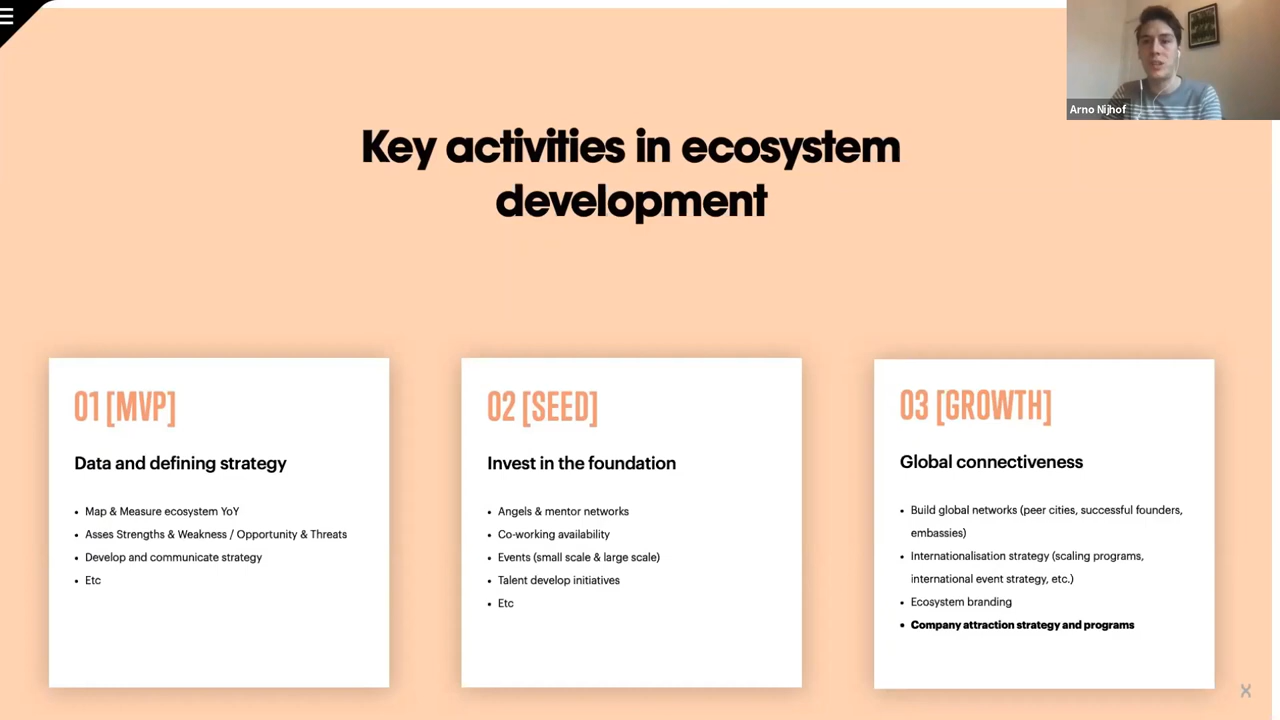 Arno Nijhof
Key activities in ecosystem
development
01 [MVP]
Data and defining strategy
• Map & Measure ecosystem YoY
• Asses Strengths & Weakness / Opportunity & Threats
• Develop and communicate strategy
• Etc
02 [SEED]
Invest in the foundation
• Angels & mentor networks
• Co-working availability
• Events (small scale & large scale)
• Talent develop initiatives
• Etc
03 [GROWTH]
Global connectiveness
• Build global networks (peer cities, successful founders,
embassies)
• Internationalisation strategy (scaling programs,
international event strategy, etc.)
• Ecosystem branding
• Company attraction strategy and programs